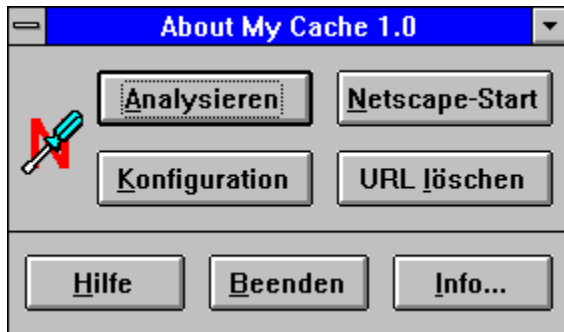 About My Cache 1.0
Analysieren Netscape-Start
Konfiguration URL löschen
Hilfe Beenden Info...